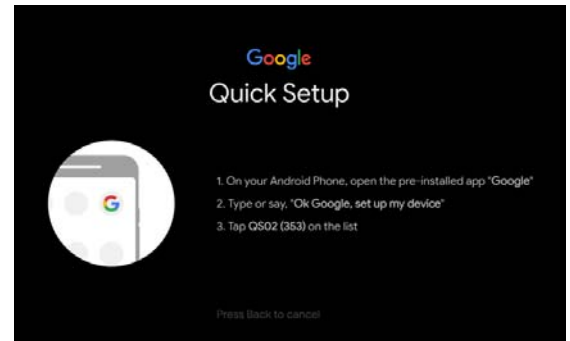 Google
Quick Setup
1. On your Android Phone, open the pre-installed app "Google"
2. Type or say, "Ok Google, set up my device"
3. Tap QS02 (353) on the list
G
Press Back to cancel